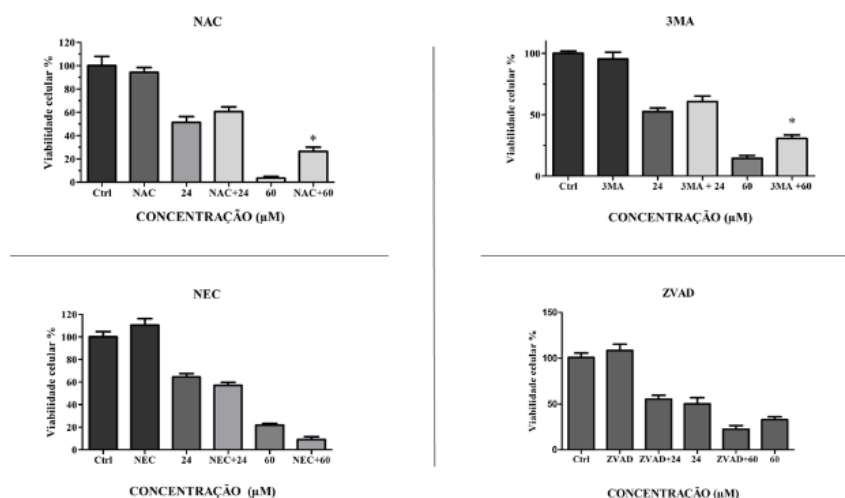 NAC
Viabilidade celular %
120
100
80
60
40
20
0
Ctrl NAC 24 NAC+24 60 NAC+60
*
CONCENTRAÇÃO (µM)
3MA
Viabilidade celular %
100
50
0
Ctrl 3MA 24 3MA + 24 60 3MA +60
*
CONCENTRAÇÃO (µM)
NEC
Viabilidade celular %
120
100
80
60
40
20
0
Ctrl NEC 24 NEC+24 60 NEC+60
CONCENTRAÇÃO (µM)
ZVAD
Viabilidade celular %
150
100
50
0
Ctrl ZVAD ZVAD+24 24 ZVAD+60 60
CONCENTRAÇÃO (µM)